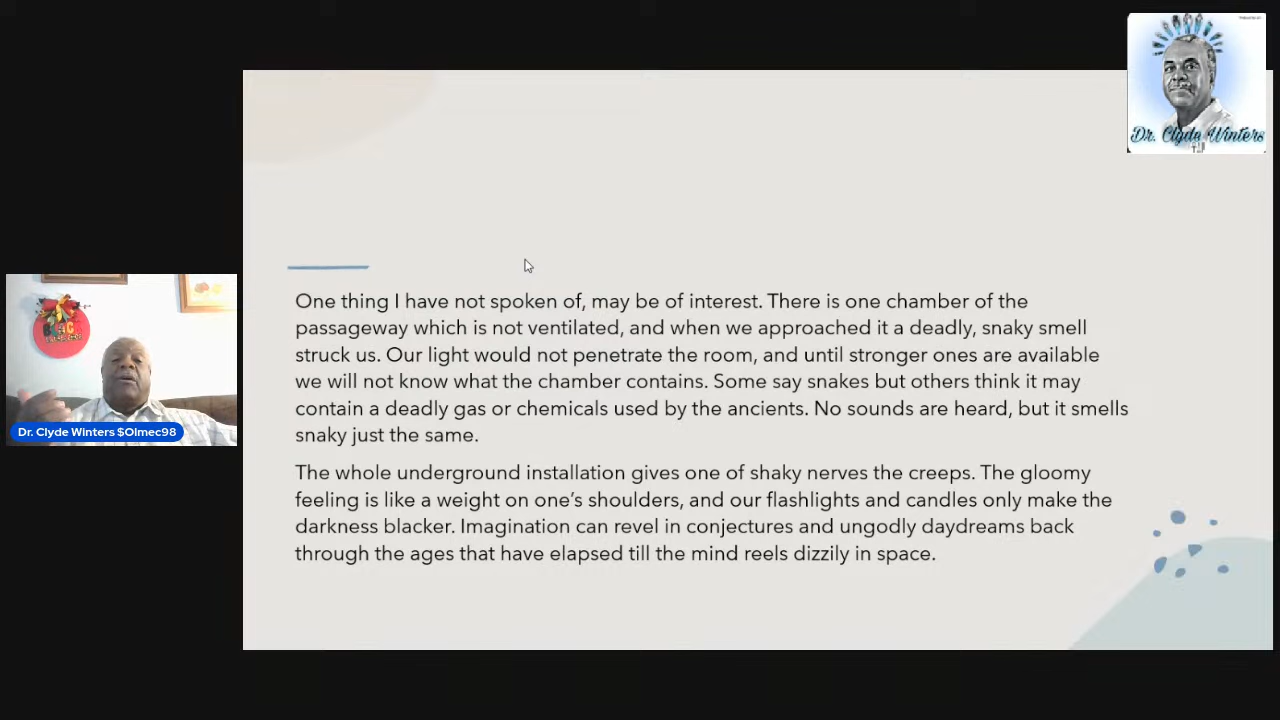 Dr. Clyde Winters
One thing I have not spoken of, may be of interest. There is one chamber of the
passageway which is not ventilated, and when we approached it a deadly, snaky smell
struck us. Our light would not penetrate the room, and until stronger ones are available
we will not know what the chamber contains. Some say snakes but others think it may
contain a deadly gas or chemicals used by the ancients. No sounds are heard, but it smells
snaky just the same.
The whole underground installation gives one of shaky nerves the creeps. The gloomy
feeling is like a weight on one’s shoulders, and our flashlights and candles only make the
darkness blacker. Imagination can revel in conjectures and ungodly daydreams back
through the ages that have elapsed till the mind reels dizzily in space.
Dr. Clyde Winters $Olmec98